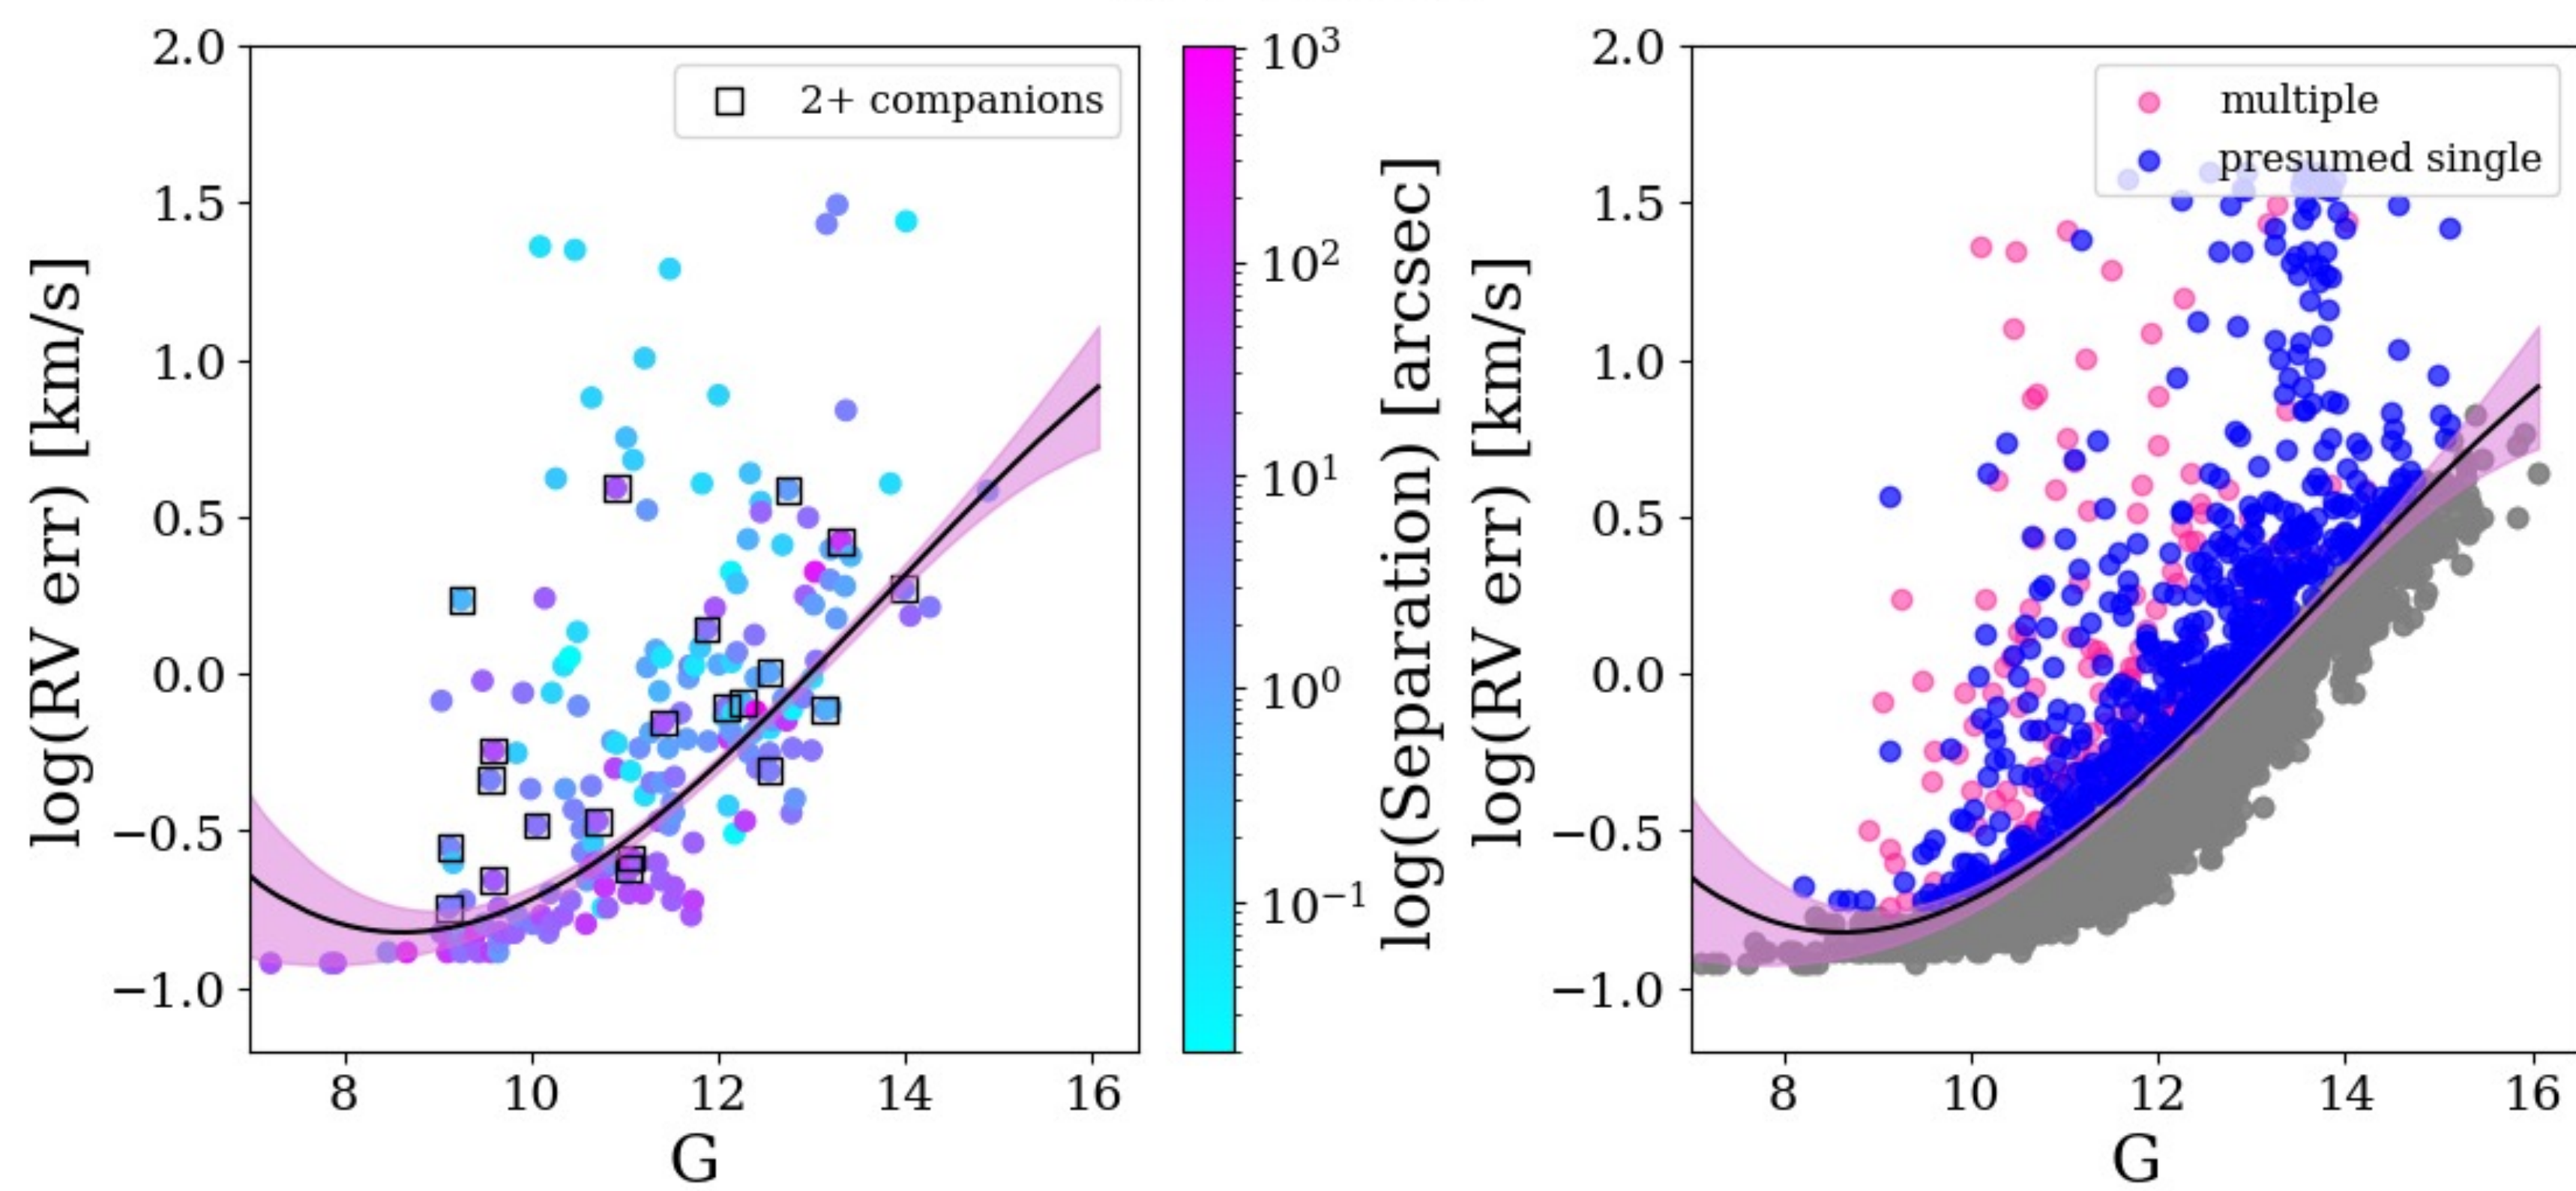 2.0
1.5
1.0
0.5
0.0
−0.5
−1.0
log(RV err) [km/s]
8 10 12 14 16
G
2+ companions
10³
10²
10¹
10⁰
10⁻¹
log(Separation) [arcsec]
2.0
1.5
1.0
0.5
0.0
−0.5
−1.0
log(RV err) [km/s]
8 10 12 14 16
G
multiple
presumed single